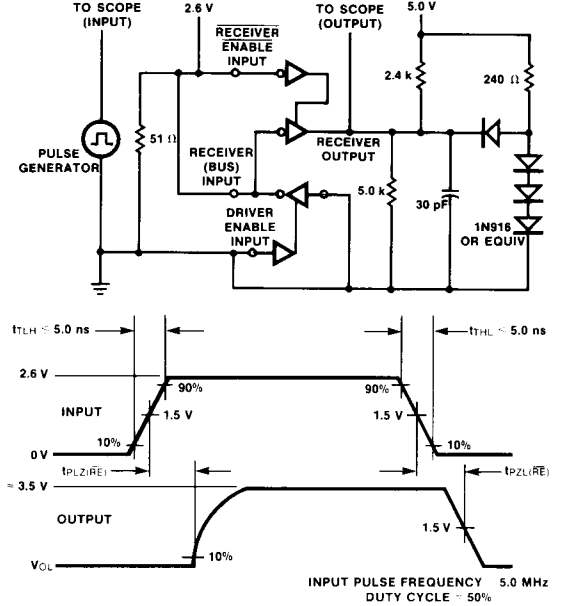 TO SCOPE
(INPUT)
2.6 V
TO SCOPE
(OUTPUT)
5.0 V
RECEIVER
ENABLE
INPUT
2.4 k
240 Ω
51 Ω
PULSE
GENERATOR
RECEIVER
(BUS)
INPUT
RECEIVER
OUTPUT
DRIVER
ENABLE
INPUT
5.0 k
30 pF
1N916
OR EQUIV
tTLH ≤ 5.0 ns
tTHL ≤ 5.0 ns
2.6 V
90%
90%
INPUT
1.5 V
1.5 V
10%
10%
0 V
tPLZ(RE)
tPZL(RE)
≈ 3.5 V
OUTPUT
1.5 V
10%
VOL
INPUT PULSE FREQUENCY 5.0 MHz
DUTY CYCLE = 50%